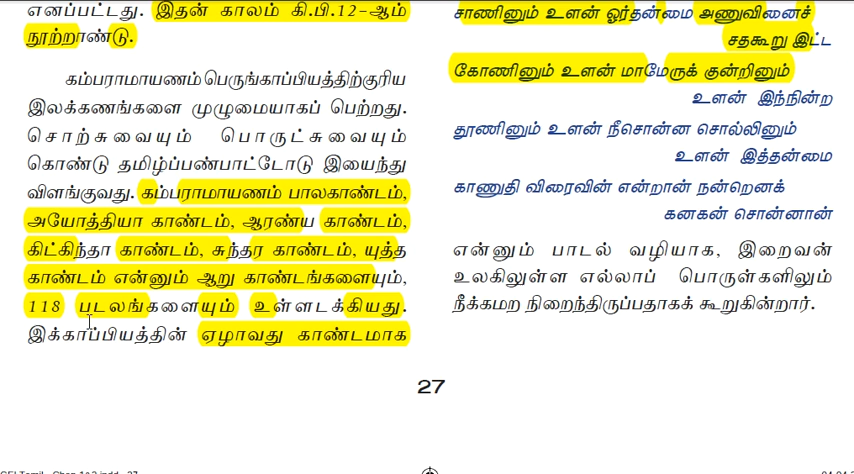 எனப்பட்டது. இதன் காலம் கி.பி.12-ஆம்
நூற்றாண்டு.
கம்பராமாயணம் பெருங்காப்பியத்திற்குரிய
இலக்கணங்களை முழுமையாகப் பெற்றது.
சொற்சுவையும் பொருட்சுவையும்
கொண்டு தமிழ்ப்பண்பாட்டோடு இயைந்து
விளங்குவது. கம்பராமாயணம் பாலகாண்டம்,
அயோத்தியா காண்டம், ஆரண்ய காண்டம்,
கிட்கிந்தா காண்டம், சுந்தர காண்டம், யுத்த
காண்டம் என்னும் ஆறு காண்டங்களையும்,
118 படலங்களையும் உள்ளடக்கியது.
இக்காப்பியத்தின் ஏழாவது காண்டமாக
சாணினும் உளன் ஓர்தன்மை அணுவினைச்
சதகூறு இட்ட
கோணினும் உளன் மாமேருக் குன்றினும்
உளன் இந்நின்ற
தூணினும் உளன் நீசொன்ன சொல்லினும்
உளன் இத்தன்மை
காணுதி விரைவின் என்றான் நன்றெனக்
கனகன் சொன்னான்
என்னும் பாடல் வழியாக, இறைவன்
உலகிலுள்ள எல்லாப் பொருள்களிலும்
நீக்கமற நிறைந்திருப்பதாகக் கூறுகின்றார்.
27